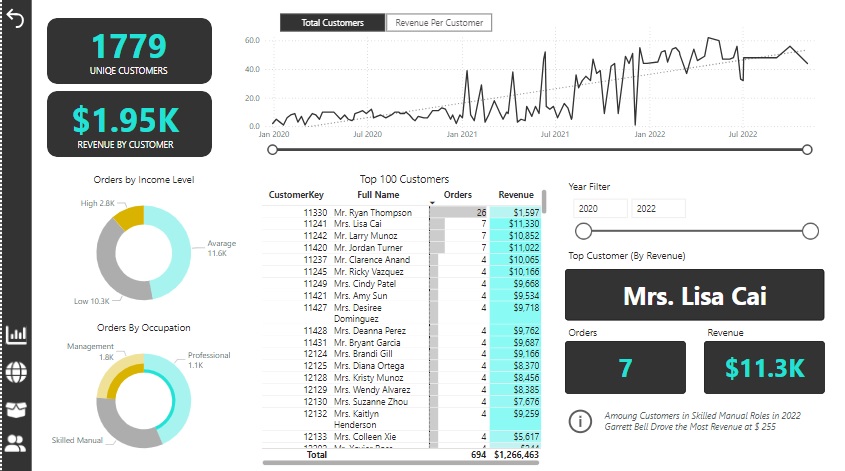 Total Customers
Revenue Per Customer
1779
UNIQE CUSTOMERS
$1.95K
REVENUE BY CUSTOMER
60.0
40.0
20.0
0.0
Jan 2020
Jul 2020
Jan 2021
Jul 2021
Jan 2022
Jul 2022
Orders by Income Level
High 2.8K
Avarage
11.6K
Low 10.3K
Orders By Occupation
Management
1.8K
Professional
1.1K
Skilled Manual
Top 100 Customers
CustomerKey Full Name Orders Revenue
11330 Mr. Ryan Thompson 26 $1,597
11241 Mrs. Lisa Cai 7 $11,330
11242 Mr. Larry Munoz 7 $10,852
11420 Mr. Jordan Turner 7 $11,022
11237 Mr. Clarence Anand 4 $10,065
11245 Mr. Ricky Vazquez 4 $10,166
11249 Mrs. Cindy Patel 4 $9,668
11421 Mrs. Amy Sun 4 $9,534
11427 Mrs. Desiree 4 $9,718
Dominguez
11428 Mrs. Deanna Perez 4 $9,762
11431 Mr. Bryant Garcia 4 $9,687
12124 Mrs. Brandi Gill 4 $9,166
12125 Mrs. Diana Ortega 4 $8,370
12128 Mrs. Kristy Munoz 4 $8,456
12129 Mrs. Wendy Alvarez 4 $8,385
12130 Mrs. Suzanne Zhou 4 $7,676
12132 Mrs. Kaitlyn 4 $9,259
Henderson
12133 Mrs. Colleen Xie 4 $5,617
Total 694 $1,266,463
Year Filter
2020
2022
Top Customer (By Revenue)
Mrs. Lisa Cai
Orders
Revenue
7
$11.3K
Amoung Customers in Skilled Manual Roles in 2022
Garrett Bell Drove the Most Revenue at $ 255